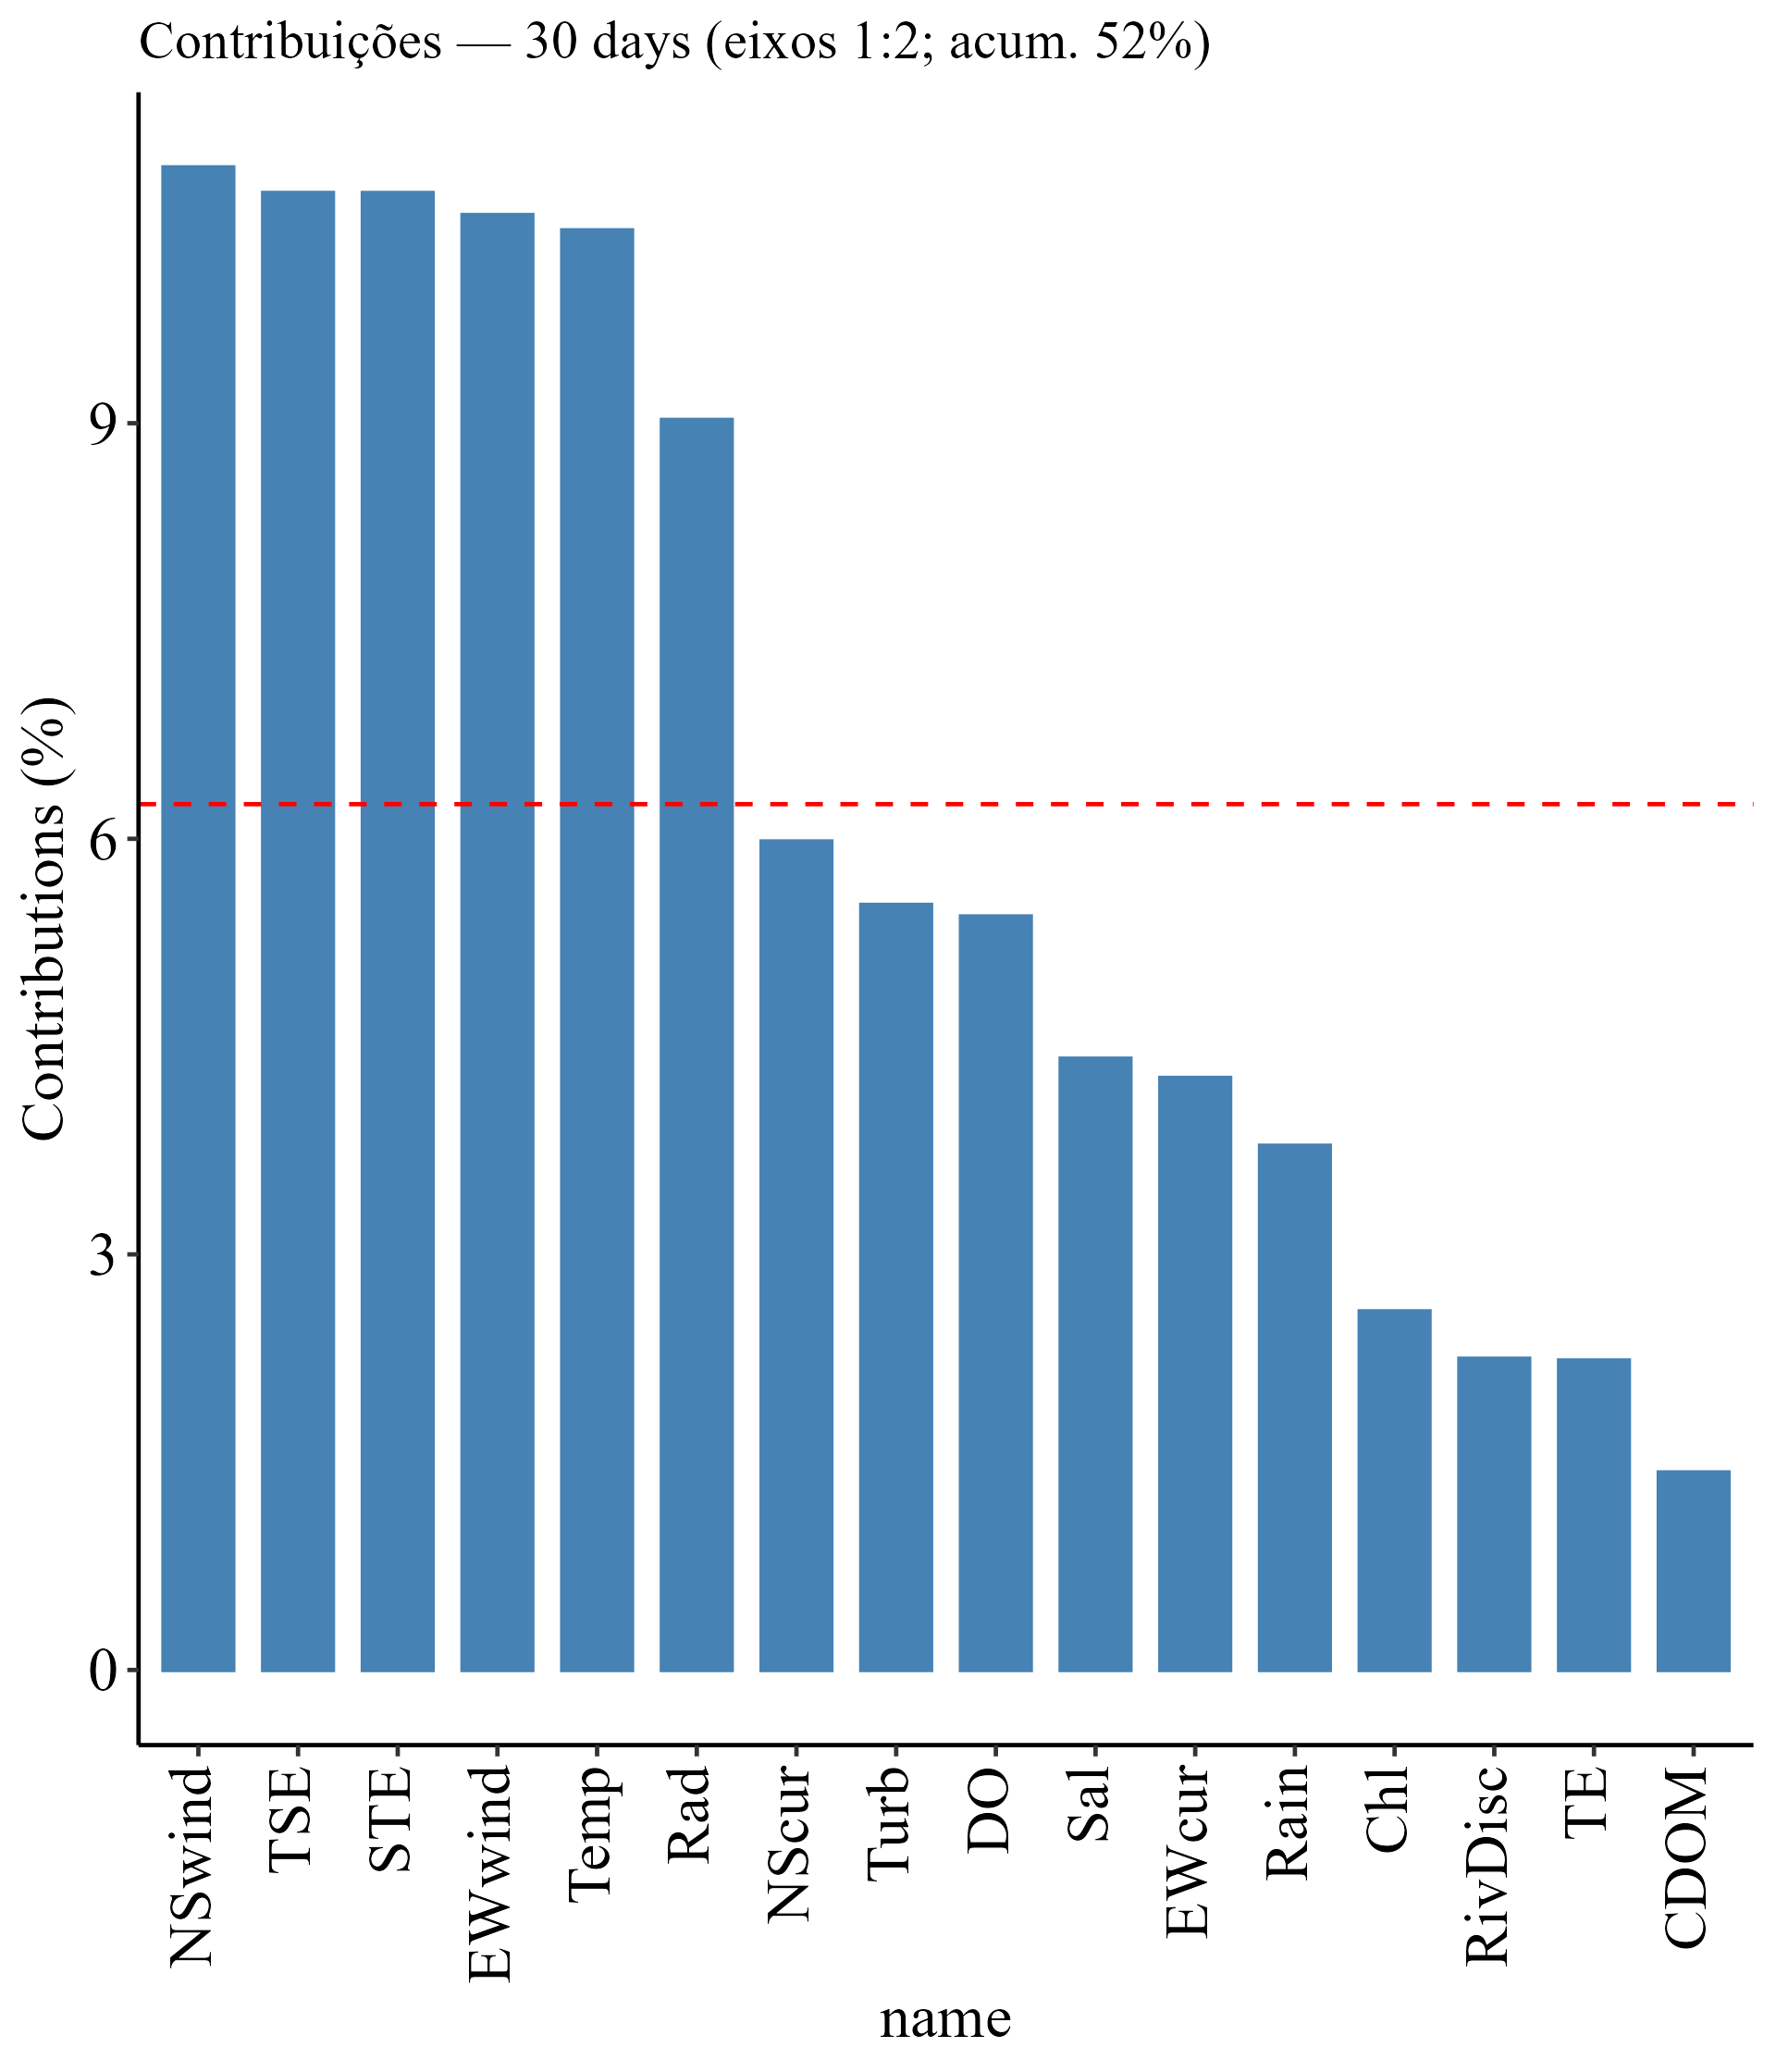 Contribuições — 30 days (eixos 1:2; acum. 52%)
Contributions (%)
9
6
3
0
NSwind
TSE
STE
EWwind
Temp
Rad
NScur
Turb
DO
Sal
EWcur
Rain
Chl
RivDisc
TE
CDOM
name